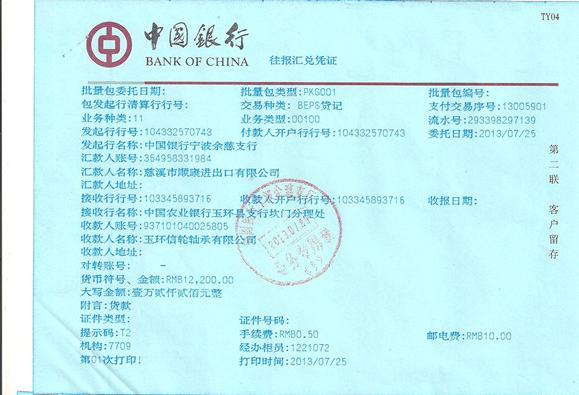 TY04
中国银行
BANK OF CHINA
往报汇兑凭证
批量包委托日期: 批量包类型:PKG001 批量包编号:
包发起行清算行行号: 交易种类: BEPS贷记 支付交易序号:13005901
业务种类:11 业务类型:00100 流水号:293398297139
发起行行号:104332570743 付款人开户行行号:104332570743 委托日期:2013/07/25
发起行行名称:中国银行宁波余慈支行
汇款人账号:354958331984
汇款人名称:慈溪市顺康进出口有限公司
汇款人地址:
接收行行号:103345893716 收款人开户行行号:103345893716 收报日期:
接收行名称:中国农业银行玉环县支行坎门分理处
收款人账号:937101040025805
收款人名称:玉环信轮轴承有限公司
收款人地址:
对转账号: -
货币符号、金额:RMB12,200.00
大写金额:壹万贰仟贰佰元整
附言:货款
证件类型: 证件号码:
提示码:T2 手续费:RMB0.50 邮电费:RMB10.00
机构:7709 经办柜员:1221072
第01次打印! 打印时间:2013/07/25
第二联 客户留存